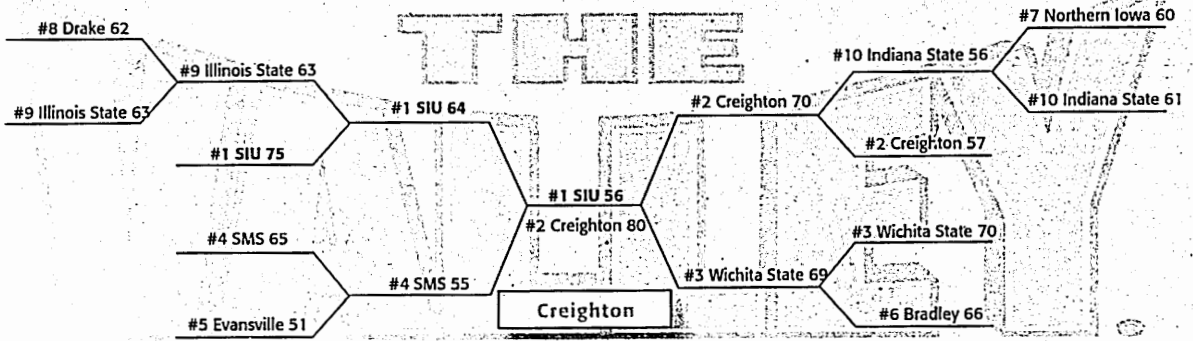 THE
#8 Drake 62
#9 Illinois State 63
#9 Illinois State 63
#1 SIU 75
#1 SIU 64
#4 SMS 65
#5 Evansville 51
#4 SMS 55
#1 SIU 56
#2 Creighton 80
Creighton
#2 Creighton 70
#3 Wichita State 69
#10 Indiana State 56
#2 Creighton 57
#3 Wichita State 70
#6 Bradley 66
#7 Northern Iowa 60
#10 Indiana State 61